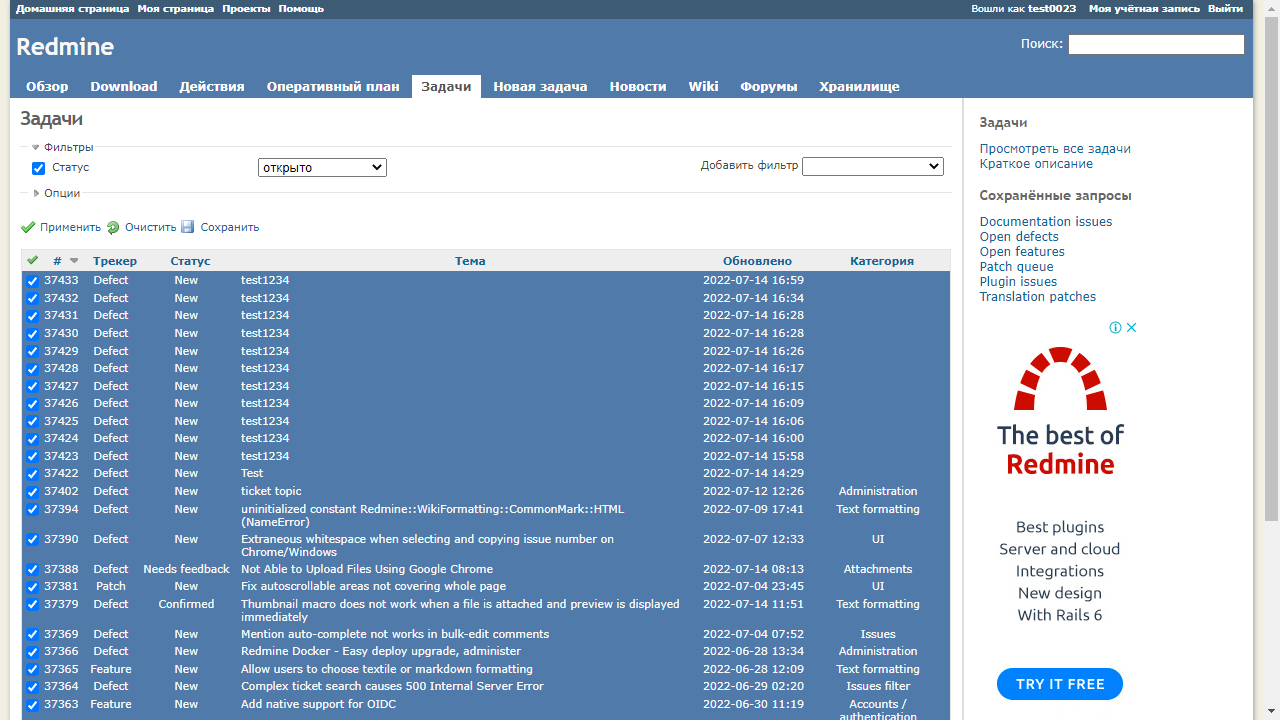 Домашняя страница Моя страница Проекты Помощь Вошли как test0023 Моя учётная запись Выйти
Redmine
Поиск:
Обзор Download Действия Оперативный план Задачи Новая задача Новости Wiki Форумы Хранилище
Задачи
Фильтры
Статус открыто Добавить фильтр
Опции
Применить Очистить Сохранить
# Трекер Статус Тема Обновлено Категория
37433 Defect New test1234 2022-07-14 16:59
37432 Defect New test1234 2022-07-14 16:34
37431 Defect New test1234 2022-07-14 16:28
37430 Defect New test1234 2022-07-14 16:28
37429 Defect New test1234 2022-07-14 16:26
37428 Defect New test1234 2022-07-14 16:17
37427 Defect New test1234 2022-07-14 16:15
37426 Defect New test1234 2022-07-14 16:09
37425 Defect New test1234 2022-07-14 16:06
37424 Defect New test1234 2022-07-14 16:00
37423 Defect New test1234 2022-07-14 15:58
37422 Defect New Test 2022-07-14 14:29
37402 Defect New ticket topic 2022-07-12 12:26 Administration
37394 Defect New uninitialized constant Redmine::WikiFormatting::CommonMark::HTML 2022-07-09 17:41 Text formatting
(NameError)
37390 Defect New Extraneous whitespace when selecting and copying issue number on 2022-07-07 12:33 UI
Chrome/Windows
37388 Defect Needs feedback Not Able to Upload Files Using Google Chrome 2022-07-14 08:13 Attachments
37381 Patch New Fix autoscrollable areas not covering whole page 2022-07-04 23:45 UI
37379 Defect Confirmed Thumbnail macro does not work when a file is attached and preview is displayed 2022-07-14 11:51 Text formatting
immediately
37369 Defect New Mention auto-complete not works in bulk-edit comments 2022-07-04 07:52 Issues
37366 Defect New Redmine Docker - Easy deploy upgrade, administer 2022-06-28 13:34 Administration
37365 Feature New Allow users to choose textile or markdown formatting 2022-06-28 12:09 Text formatting
37364 Defect New Complex ticket search causes 500 Internal Server Error 2022-06-29 02:20 Issues filter
37363 Feature New Add native support for OIDC 2022-06-30 11:19 Accounts /
authentication
Задачи
Просмотреть все задачи
Краткое описание
Сохранённые запросы
Documentation issues
Open defects
Open features
Patch queue
Plugin issues
Translation patches
The best of
Redmine
Best plugins
Server and cloud
Integrations
New design
With Rails 6
TRY IT FREE